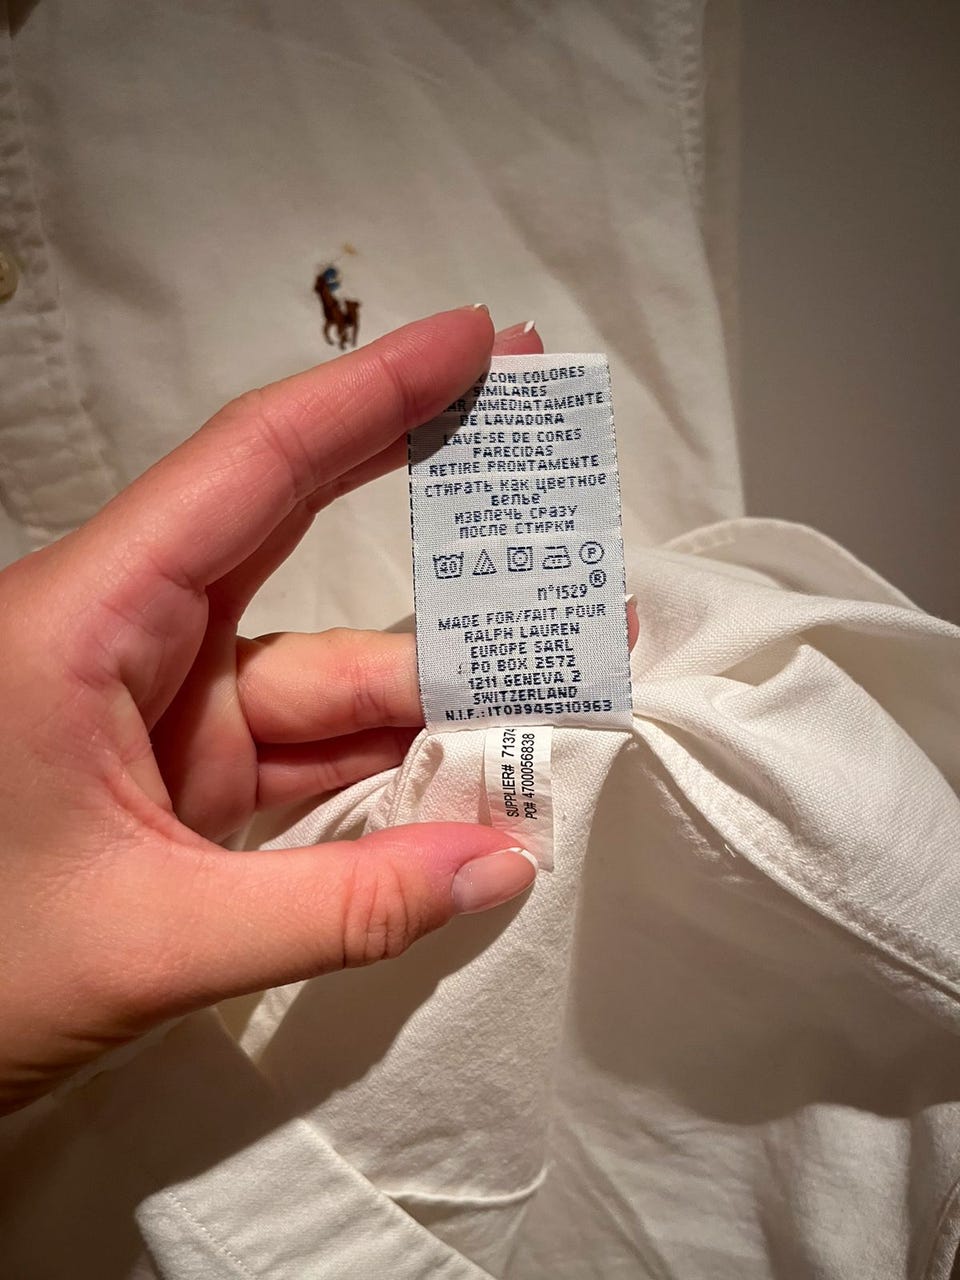 CON COLORES
SIMILARES
INMEDIATAMENTE
DE LAVADORA
LAVE-SE DE CORES
PARECIDAS
RETIRE PRONTAMENTE
СТИРАТЬ КАК ЦВЕТНОЕ
БЕЛЬЕ
ИЗВЛЕЧЬ СРАЗУ
ПОСЛЕ СТИРКИ
40 P
n°1529 ®
MADE FOR/FAIT POUR
RALPH LAUREN
EUROPE SARL
PO BOX 2572
1211 GENEVA 2
SWITZERLAND
N.I.F.:IT03945310963
SUPPLIER#
PO# 4700056838